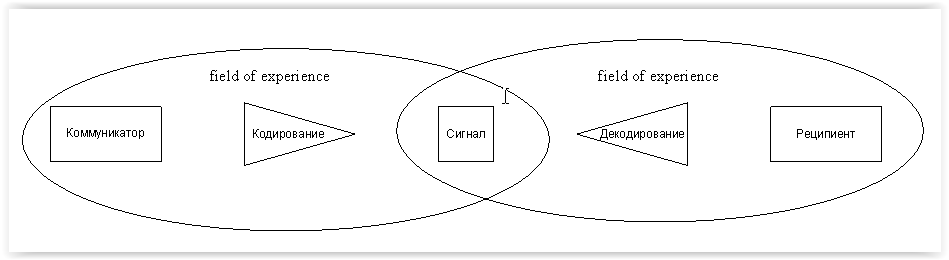 field of experience
field of experience
Коммуникатор
Кодирование
Сигнал
Декодирование
Реципиент